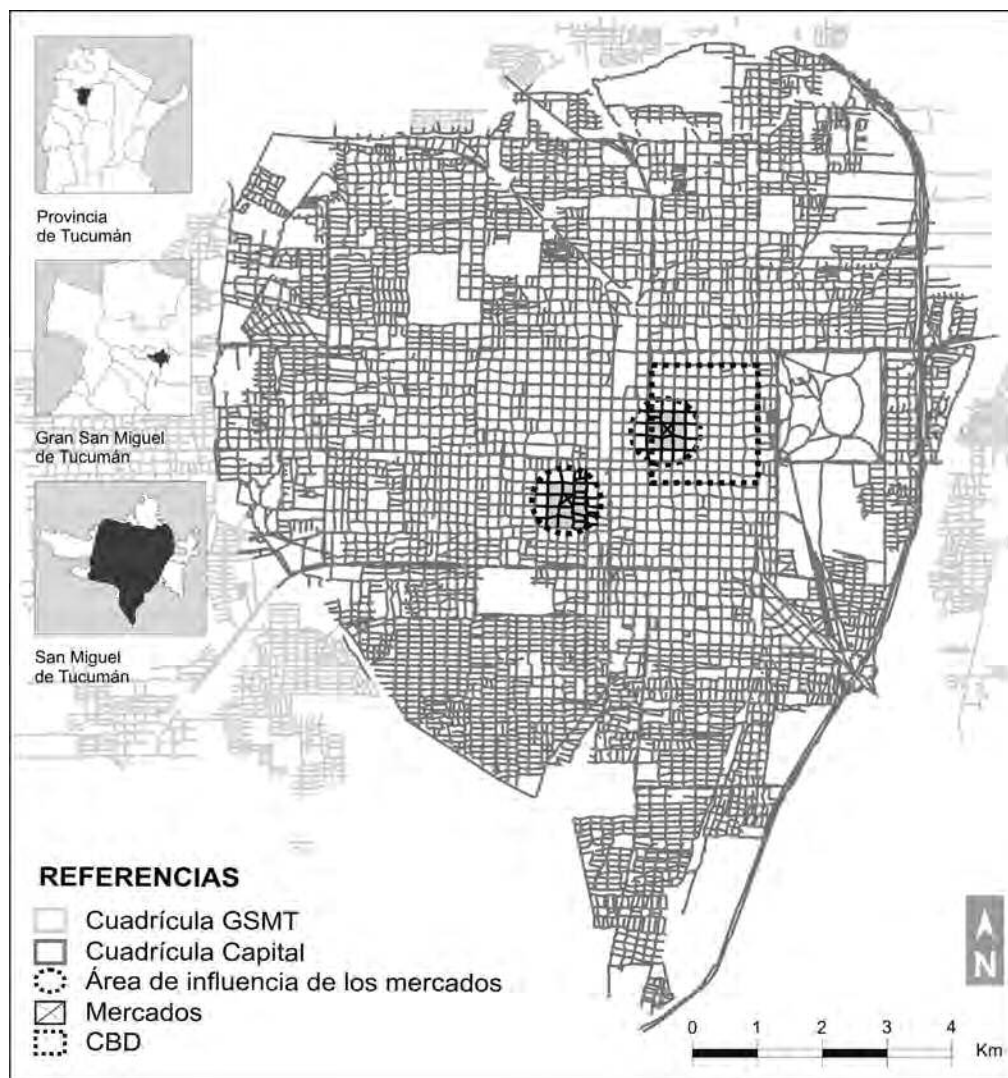 Provincia
de Tucumán
Gran San Miguel
de Tucumán
San Miguel
de Tucumán
REFERENCIAS
Cuadrícula GSMT
Cuadrícula Capital
Área de influencia de los mercados
Mercados
CBD
N
0 1 2 3 4
Km